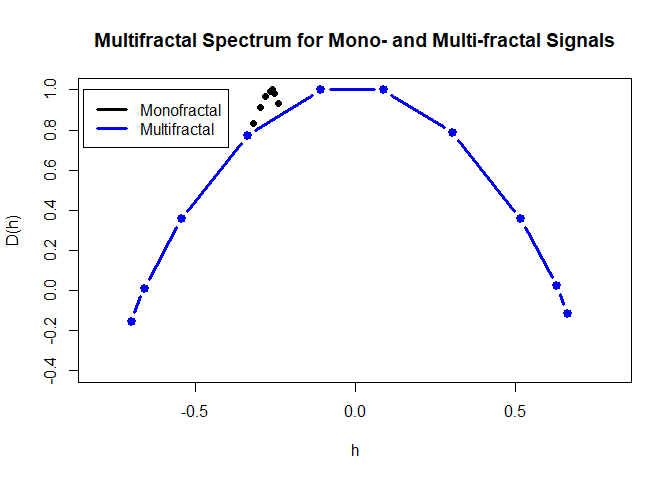 Multifractal Spectrum for Mono- and Multi-fractal Signals
Monofractal
Multifractal
D(h)
1.0
0.8
0.6
0.4
0.2
0.0
-0.2
-0.4
-0.5
0.0
0.5
h